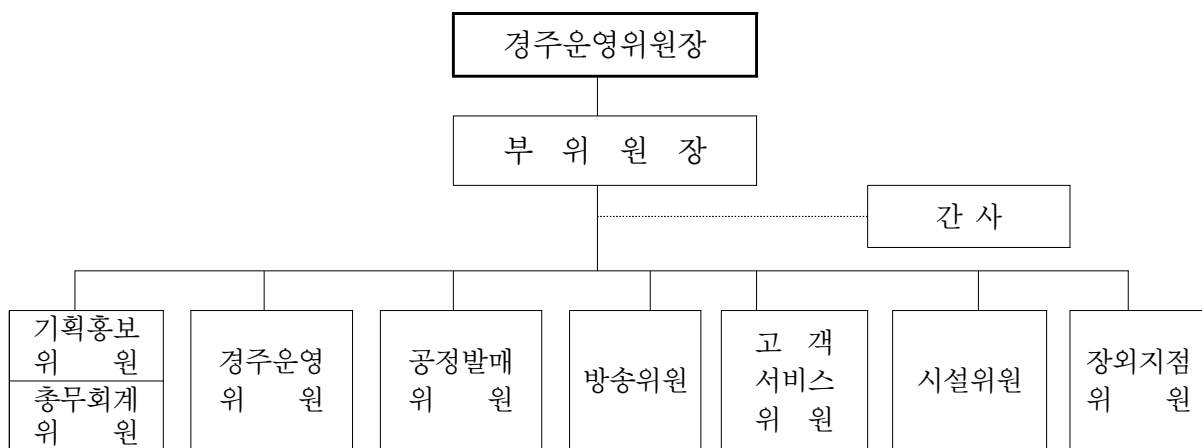 경주운영위원장
부 위 원 장
간 사
기획홍보
위 원
총무회계
위 원
경주운영
위 원
공정발매
위 원
방송위원
고 객
서비스
위 원
시설위원
장외지점
위 원